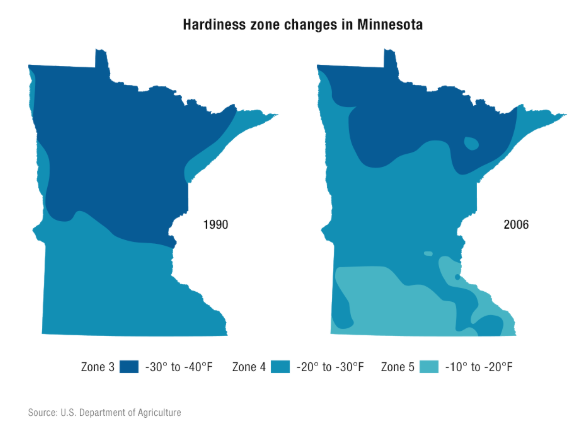 Hardiness zone changes in Minnesota
1990
2006
Zone 3 -30° to -40°F Zone 4 -20° to -30°F Zone 5 -10° to -20°F
Source: U.S. Department of Agriculture